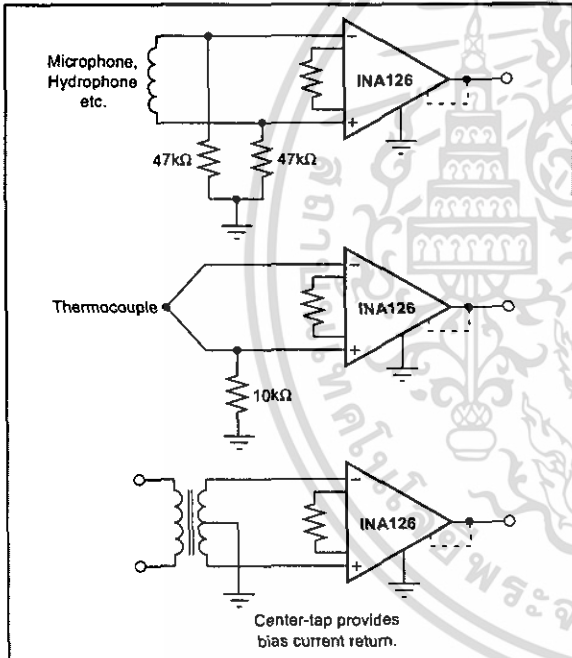 Microphone,
Hydrophone
etc.
−
INA126
+
47kΩ
47kΩ
−
Thermocouple
INA126
+
10kΩ
−
INA126
+
Center-tap provides
bias current return.